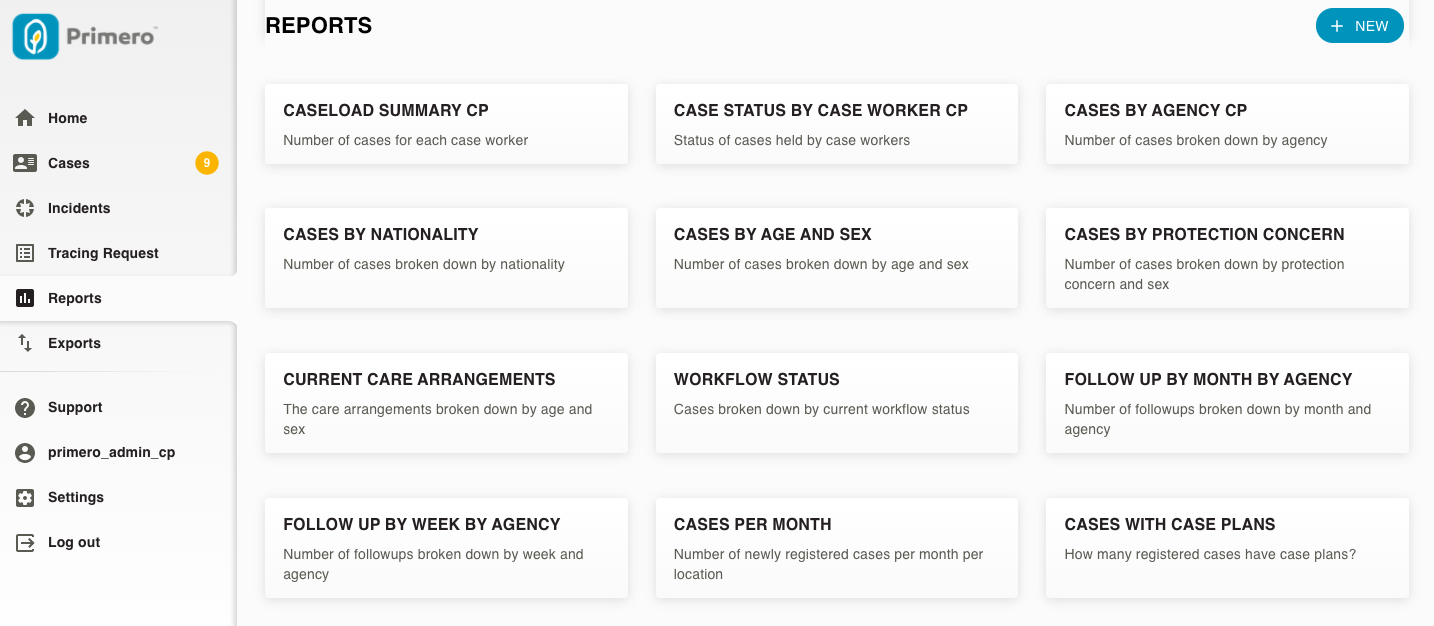 Primero™
Home
Cases 9
Incidents
Tracing Request
Reports
Exports
Support
primero_admin_cp
Settings
Log out
REPORTS
+ NEW
CASELOAD SUMMARY CP
Number of cases for each case worker
CASE STATUS BY CASE WORKER CP
Status of cases held by case workers
CASES BY AGENCY CP
Number of cases broken down by agency
CASES BY NATIONALITY
Number of cases broken down by nationality
CASES BY AGE AND SEX
Number of cases broken down by age and sex
CASES BY PROTECTION CONCERN
Number of cases broken down by protection
concern and sex
CURRENT CARE ARRANGEMENTS
The care arrangements broken down by age and
sex
WORKFLOW STATUS
Cases broken down by current workflow status
FOLLOW UP BY MONTH BY AGENCY
Number of followups broken down by month and
agency
FOLLOW UP BY WEEK BY AGENCY
Number of followups broken down by week and
agency
CASES PER MONTH
Number of newly registered cases per month per
location
CASES WITH CASE PLANS
How many registered cases have case plans?